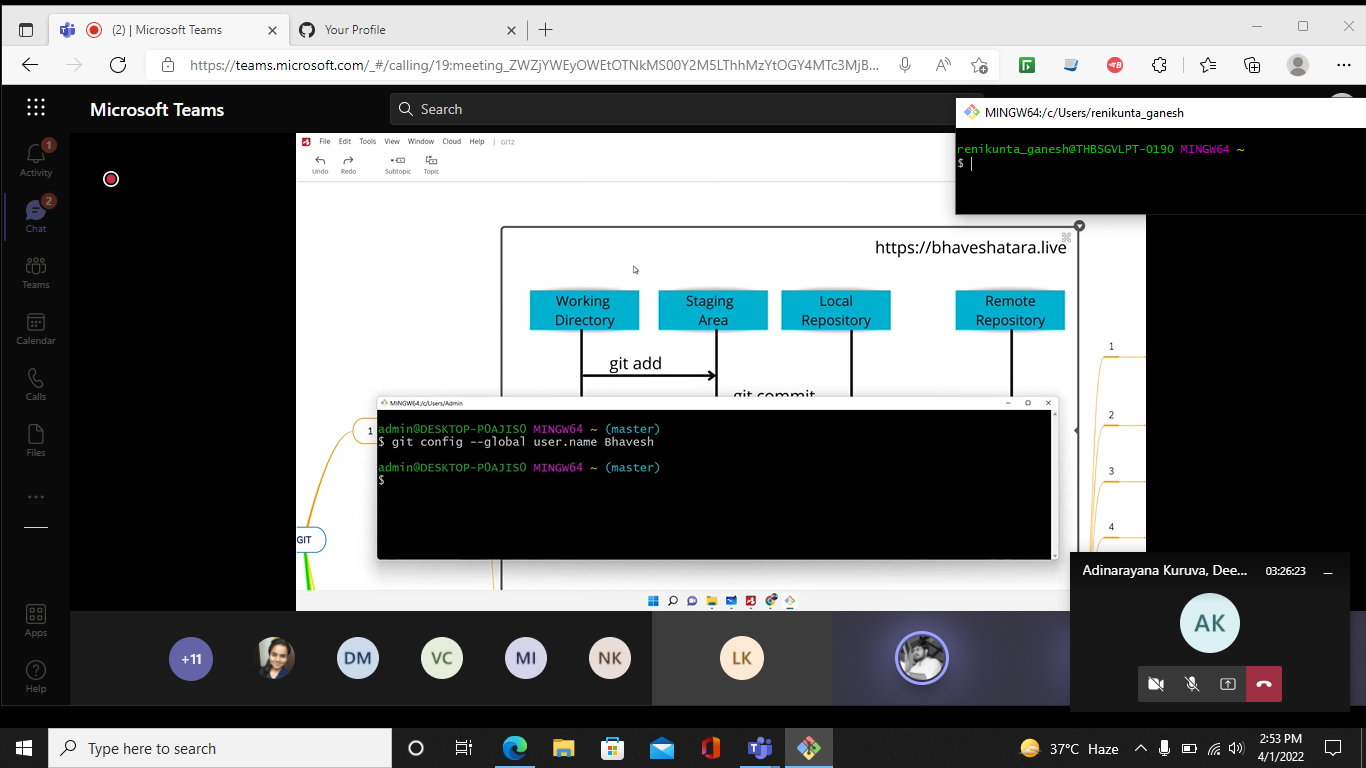 (2) | Microsoft Teams
Your Profile
https://teams.microsoft.com/_#/calling/19:meeting_ZWZjYWEyOWEtOTNkMS00Y2M5LThhMzYtOGY4MTc3MjB...
Microsoft Teams
Search
MINGW64:/c/Users/renikunta_ganesh
renikunta_ganesh@THBSGVLPT-0190 MINGW64 ~
$
1
Activity
2
Chat
Teams
Calendar
Calls
Files
...
Apps
Help
File Edit Tools View Window Cloud Help | GIT2
Undo Redo Subtopic Topic
https://bhaveshatara.live
Working Directory
Staging Area
Local Repository
Remote Repository
git add
git commit
1
2
3
4
1
GIT
MINGW64:/c/Users/Admin
admin@DESKTOP-P0AJIS0 MINGW64 ~ (master)
$ git config --global user.name Bhavesh
admin@DESKTOP-P0AJIS0 MINGW64 ~ (master)
$
Adinarayana Kuruva, Dee...
03:26:23
AK
+11
DM
VC
MI
NK
LK
Type here to search
37°C Haze
2:53 PM
4/1/2022